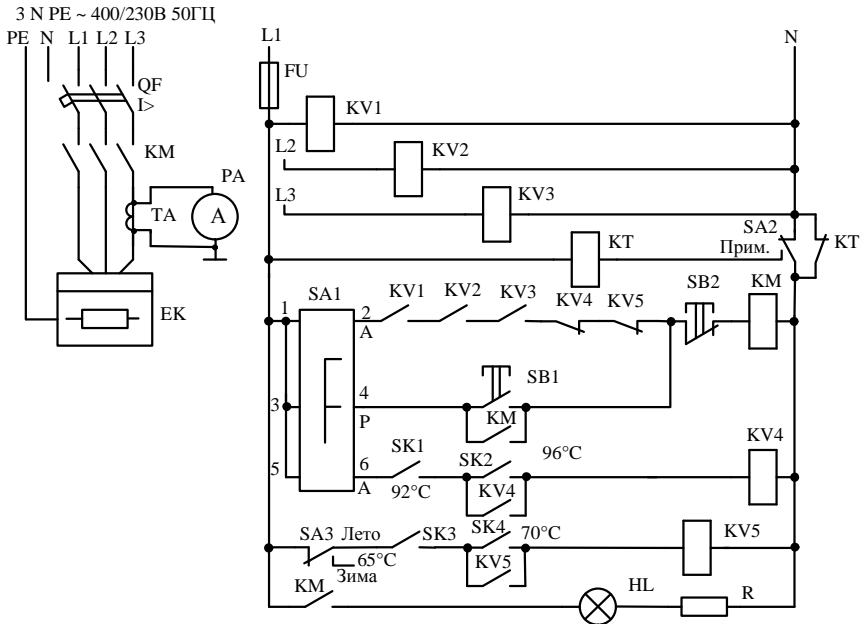 3 N PE ~ 400/230В 50ГЦ
PE N L1 L2 L3
QF
I>
KM
TA
PA
A
EK
L1
N
FU
KV1
L2
KV2
L3
KV3
SA2
KT
Прим.
KT
1
SA1
2
A
KV1
KV2
KV3
KV4
KV5
SB2
KM
3
4
P
SB1
KM
5
6
A
SK1
92°C
SK2
96°C
KV4
KV4
SA3
Лето
65°C
Зима
SK3
SK4
70°C
KV5
KV5
KM
HL
R